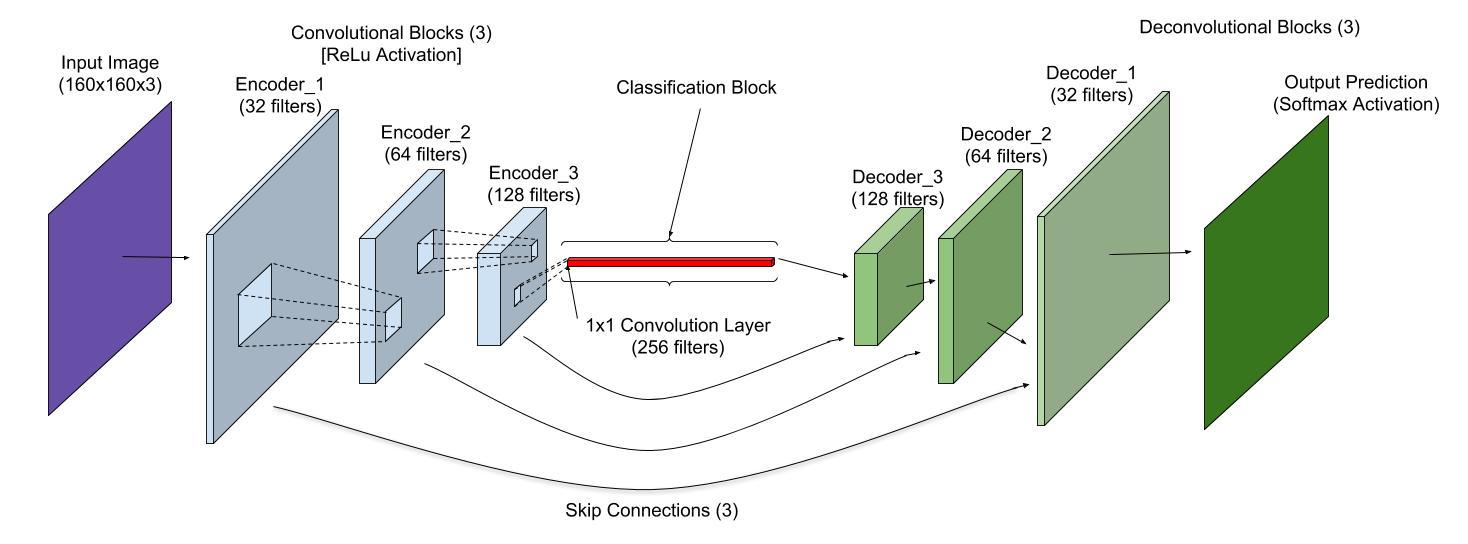 Convolutional Blocks (3)
[ReLu Activation]
Deconvolutional Blocks (3)
Input Image
(160x160x3)
Encoder_1
(32 filters)
Encoder_2
(64 filters)
Encoder_3
(128 filters)
Classification Block
1x1 Convolution Layer
(256 filters)
Decoder_3
(128 filters)
Decoder_2
(64 filters)
Decoder_1
(32 filters)
Output Prediction
(Softmax Activation)
Skip Connections (3)